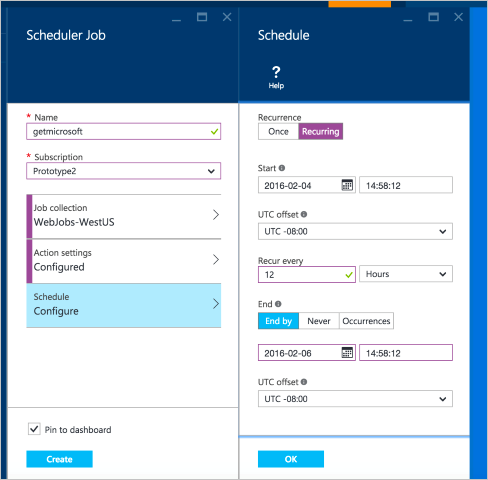 Scheduler Job
* Name
getmicrosoft
* Subscription
Prototype2
Job collection
WebJobs-WestUS
Action settings
Configured
Schedule
Configure
Pin to dashboard
Create
Schedule
?
Help
Recurrence
Once Recurring
Start
2016-02-04 14:58:12
UTC offset
UTC -08:00
Recur every
12 Hours
End
End by Never Occurrences
2016-02-06 14:58:12
UTC offset
UTC -08:00
OK